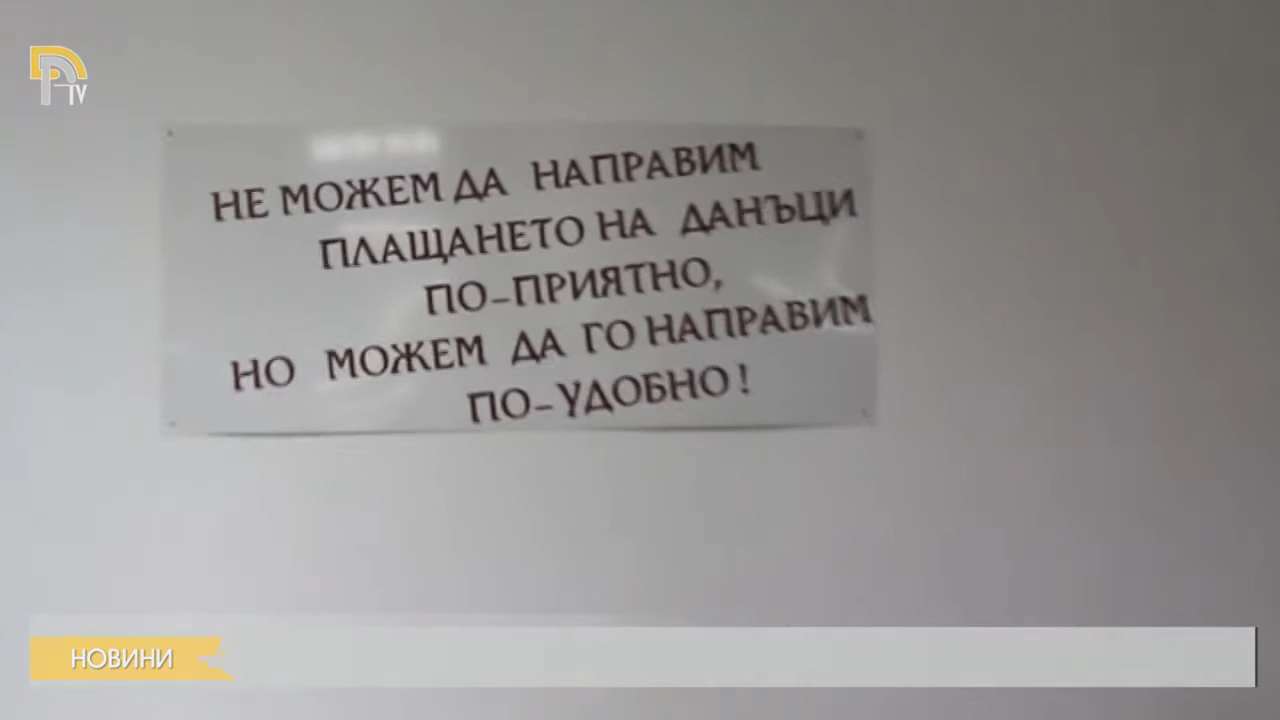 TV
НЕ МОЖЕМ ДА НАПРАВИМ
ПЛАЩАНЕТО НА ДАНЪЦИ
ПО-ПРИЯТНО,
НО МОЖЕМ ДА ГО НАПРАВИМ
ПО-УДОБНО!
НОВИНИ